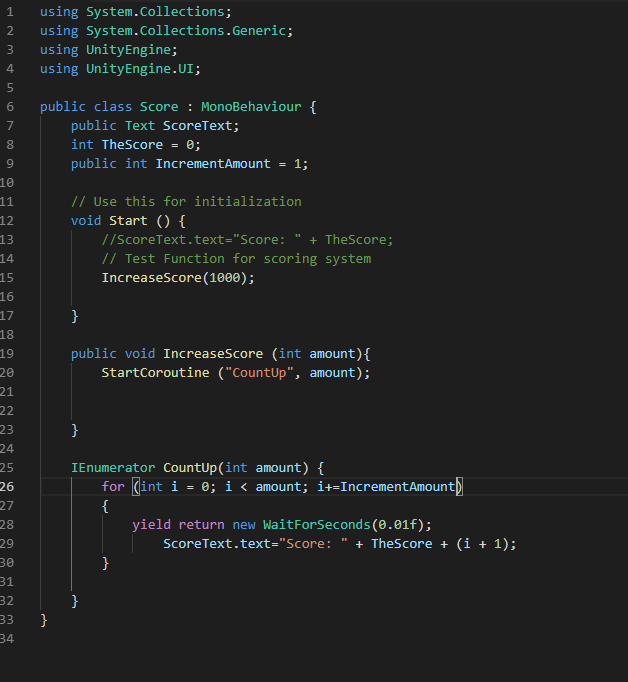 1 using System.Collections;
2 using System.Collections.Generic;
3 using UnityEngine;
4 using UnityEngine.UI;
5
6 public class Score : MonoBehaviour {
7 public Text ScoreText;
8 int TheScore = 0;
9 public int IncrementAmount = 1;
10
11 // Use this for initialization
12 void Start () {
13 //ScoreText.text="Score: " + TheScore;
14 // Test Function for scoring system
15 IncreaseScore(1000);
16
17 }
18
19 public void IncreaseScore (int amount){
20 StartCoroutine ("CountUp", amount);
21
22
23 }
24
25 IEnumerator CountUp(int amount) {
26 for (int i = 0; i < amount; i+=IncrementAmount)
27 {
28 yield return new WaitForSeconds(0.01f);
29 ScoreText.text="Score: " + TheScore + (i + 1);
30 }
31
32 }
33 }
34